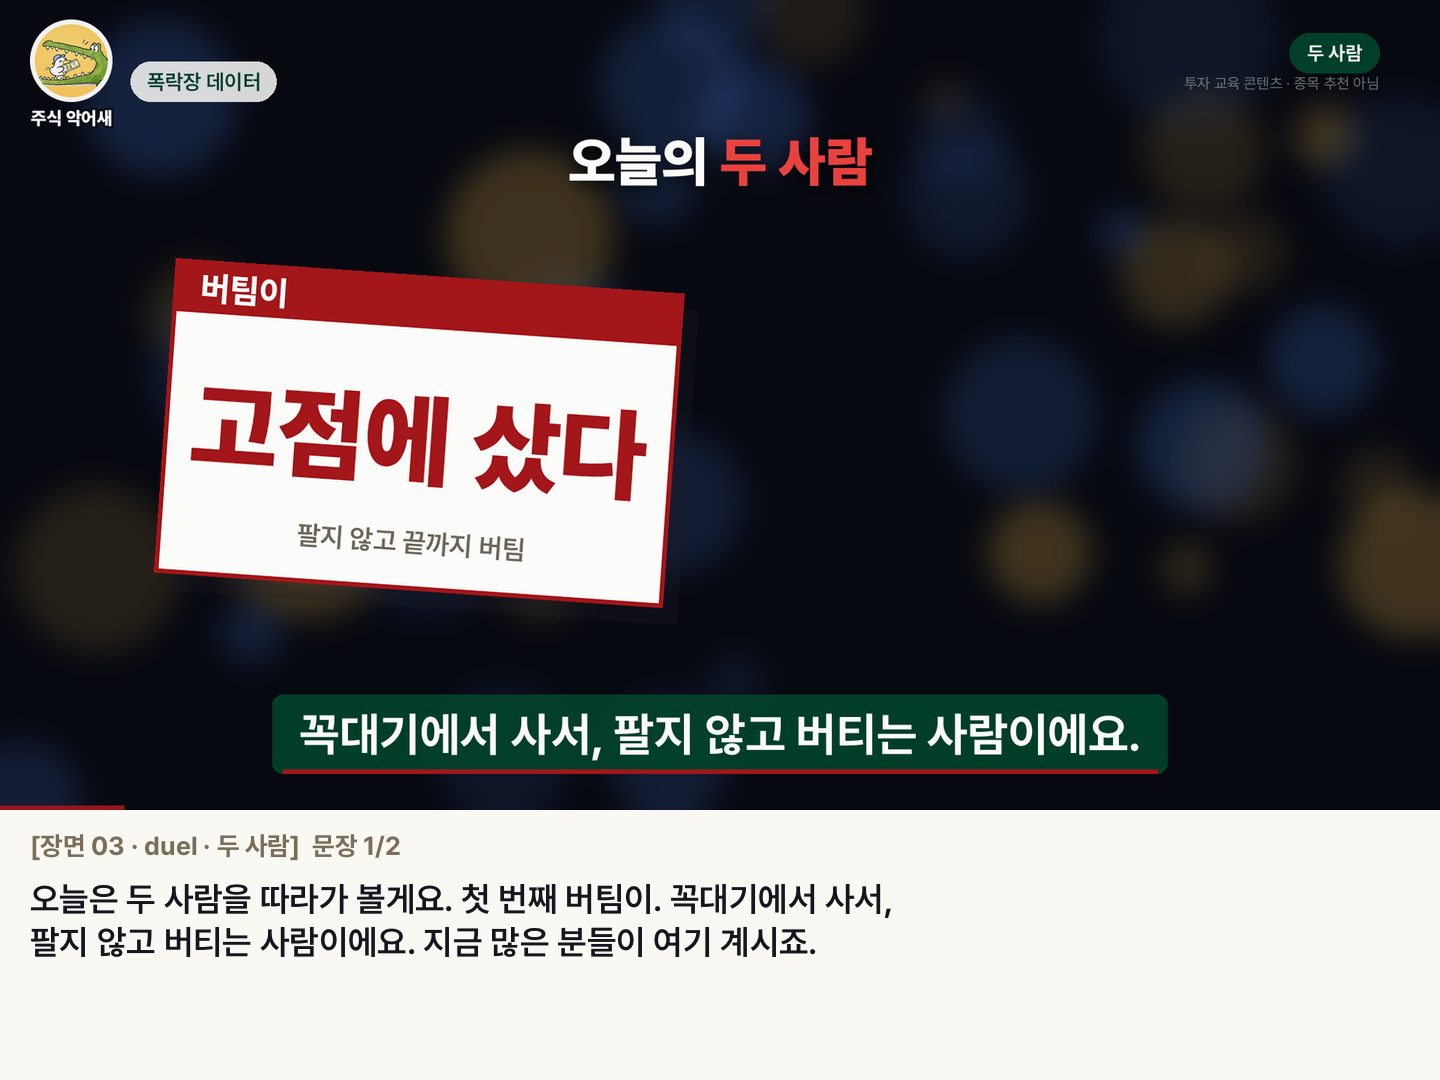 주식 악어새
폭락장 데이터
두 사람
투자 교육 콘텐츠 · 종목 추천 아님
오늘의 두 사람
버팀이
고점에 샀다
팔지 않고 끝까지 버팀
꼭대기에서 사서, 팔지 않고 버티는 사람이에요.
[장면 03 · duel · 두 사람] 문장 1/2
오늘은 두 사람을 따라가 볼게요. 첫 번째 버팀이. 꼭대기에서 사서,
팔지 않고 버티는 사람이에요. 지금 많은 분들이 여기 계시죠.